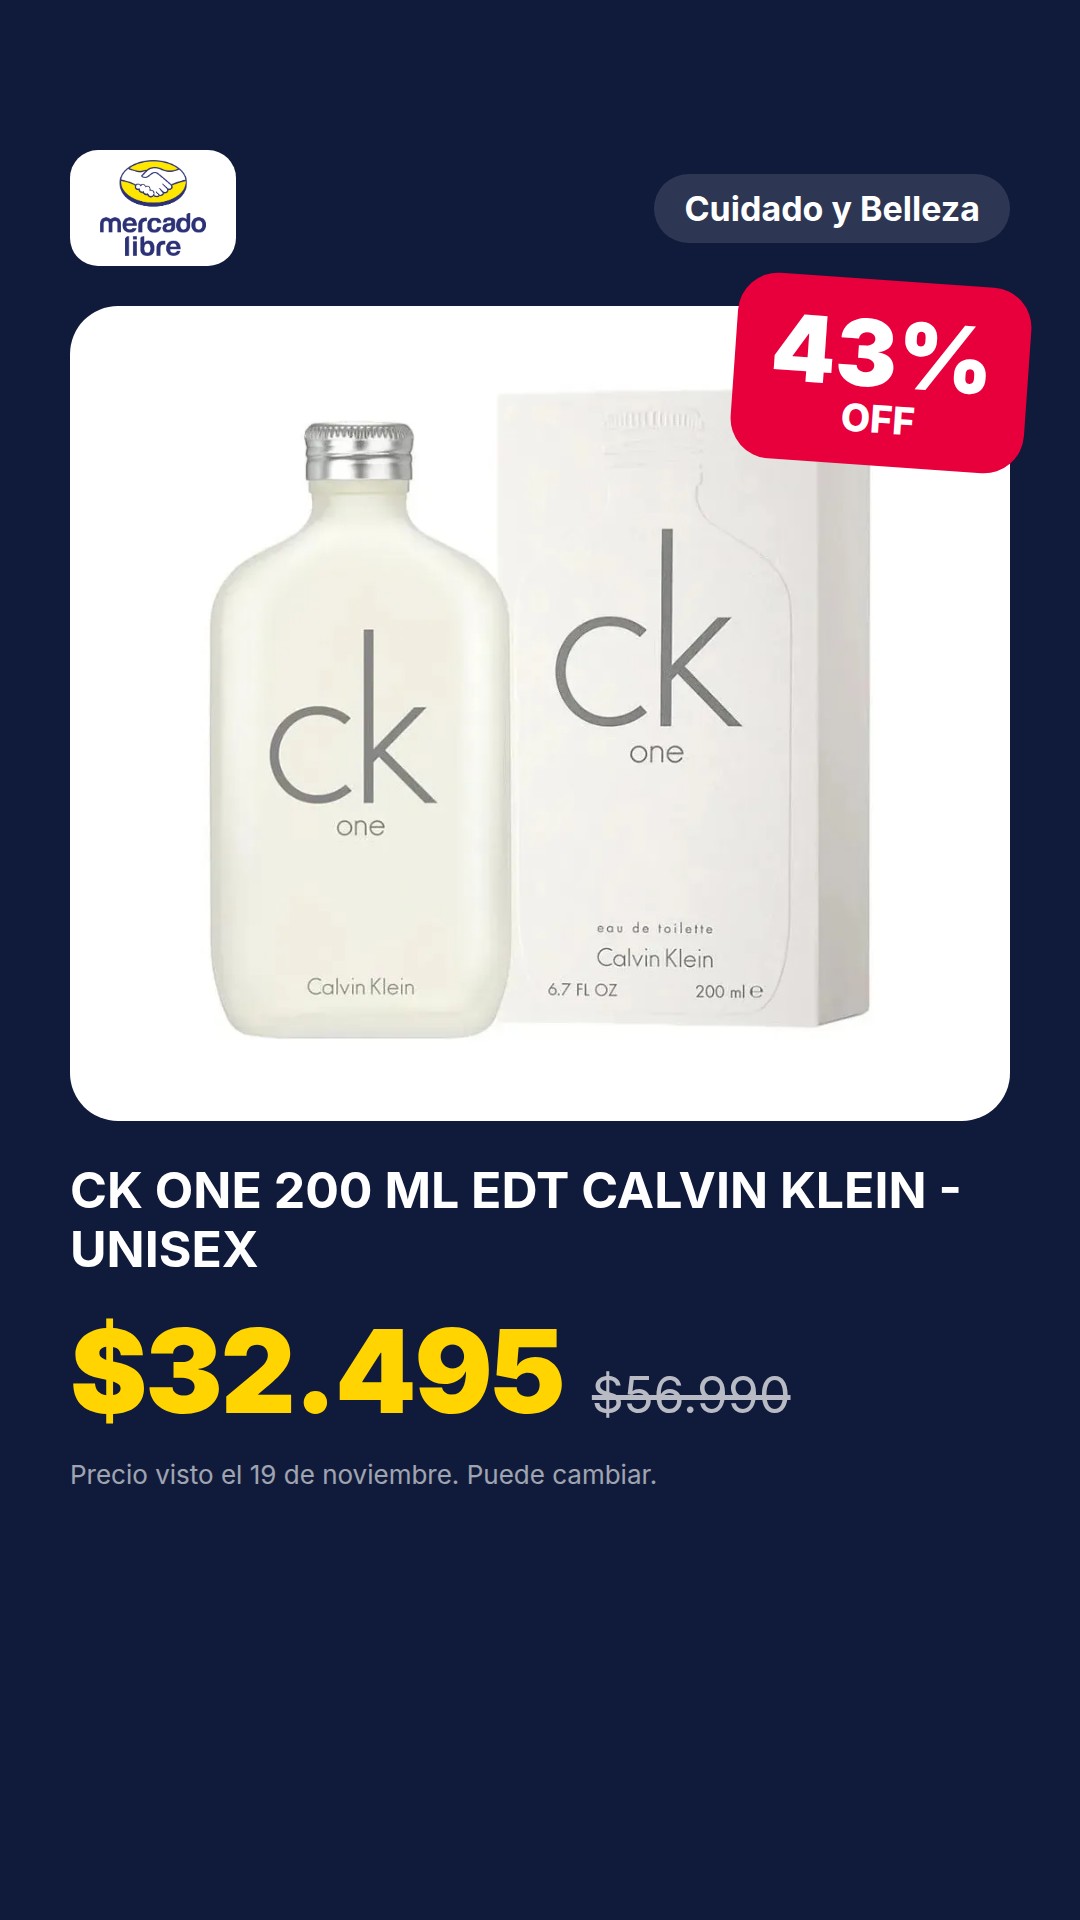 mercado
libre
Cuidado y Belleza
43%
OFF
ck
one
Calvin Klein
ck
one
eau de toilette
Calvin Klein
6.7 FL OZ 200 ml ℮
CK ONE 200 ML EDT CALVIN KLEIN -
UNISEX
$32.495 $56.990
Precio visto el 19 de noviembre. Puede cambiar.